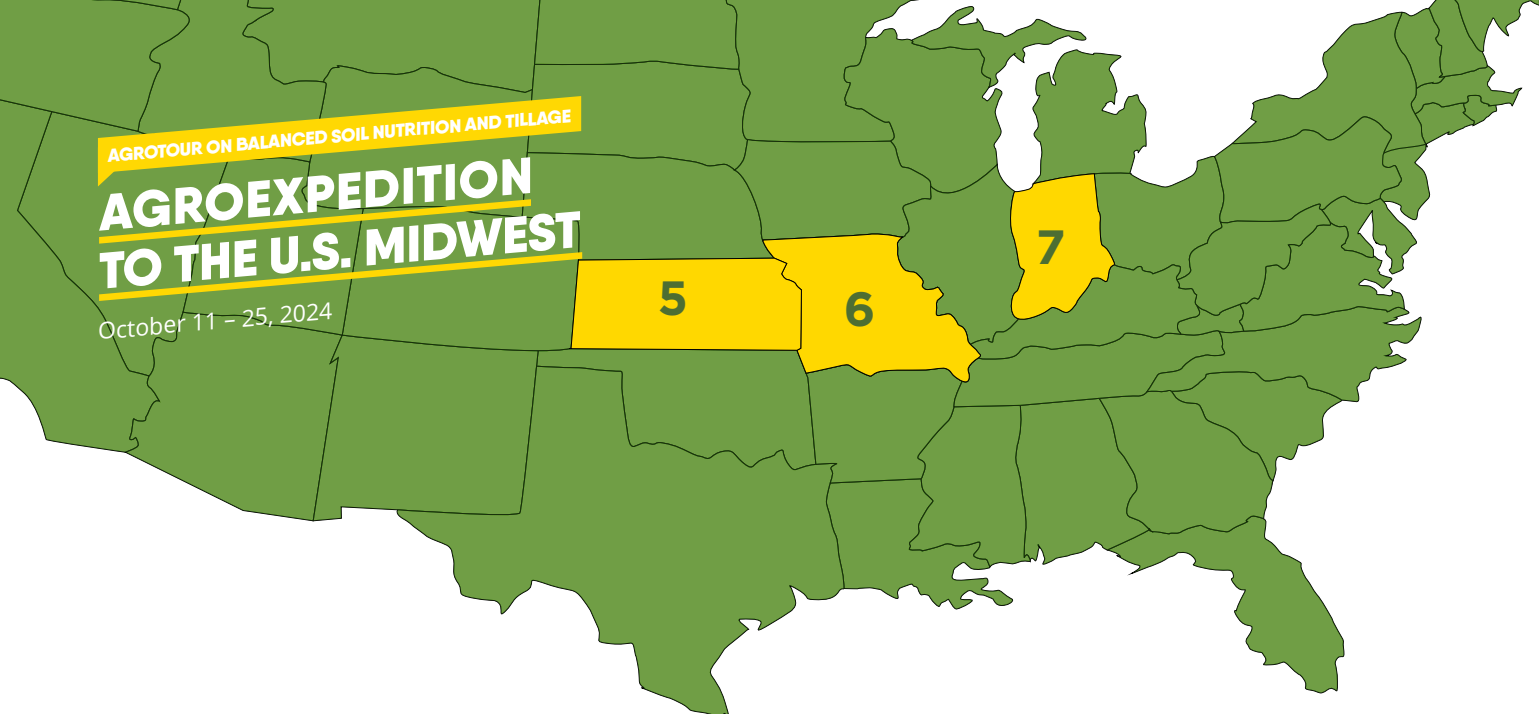 AGROTOUR ON BALANCED SOIL NUTRITION AND TILLAGE
AGROEXPEDITION
TO THE U.S. MIDWEST
October 11 – 25, 2024
5
6
7